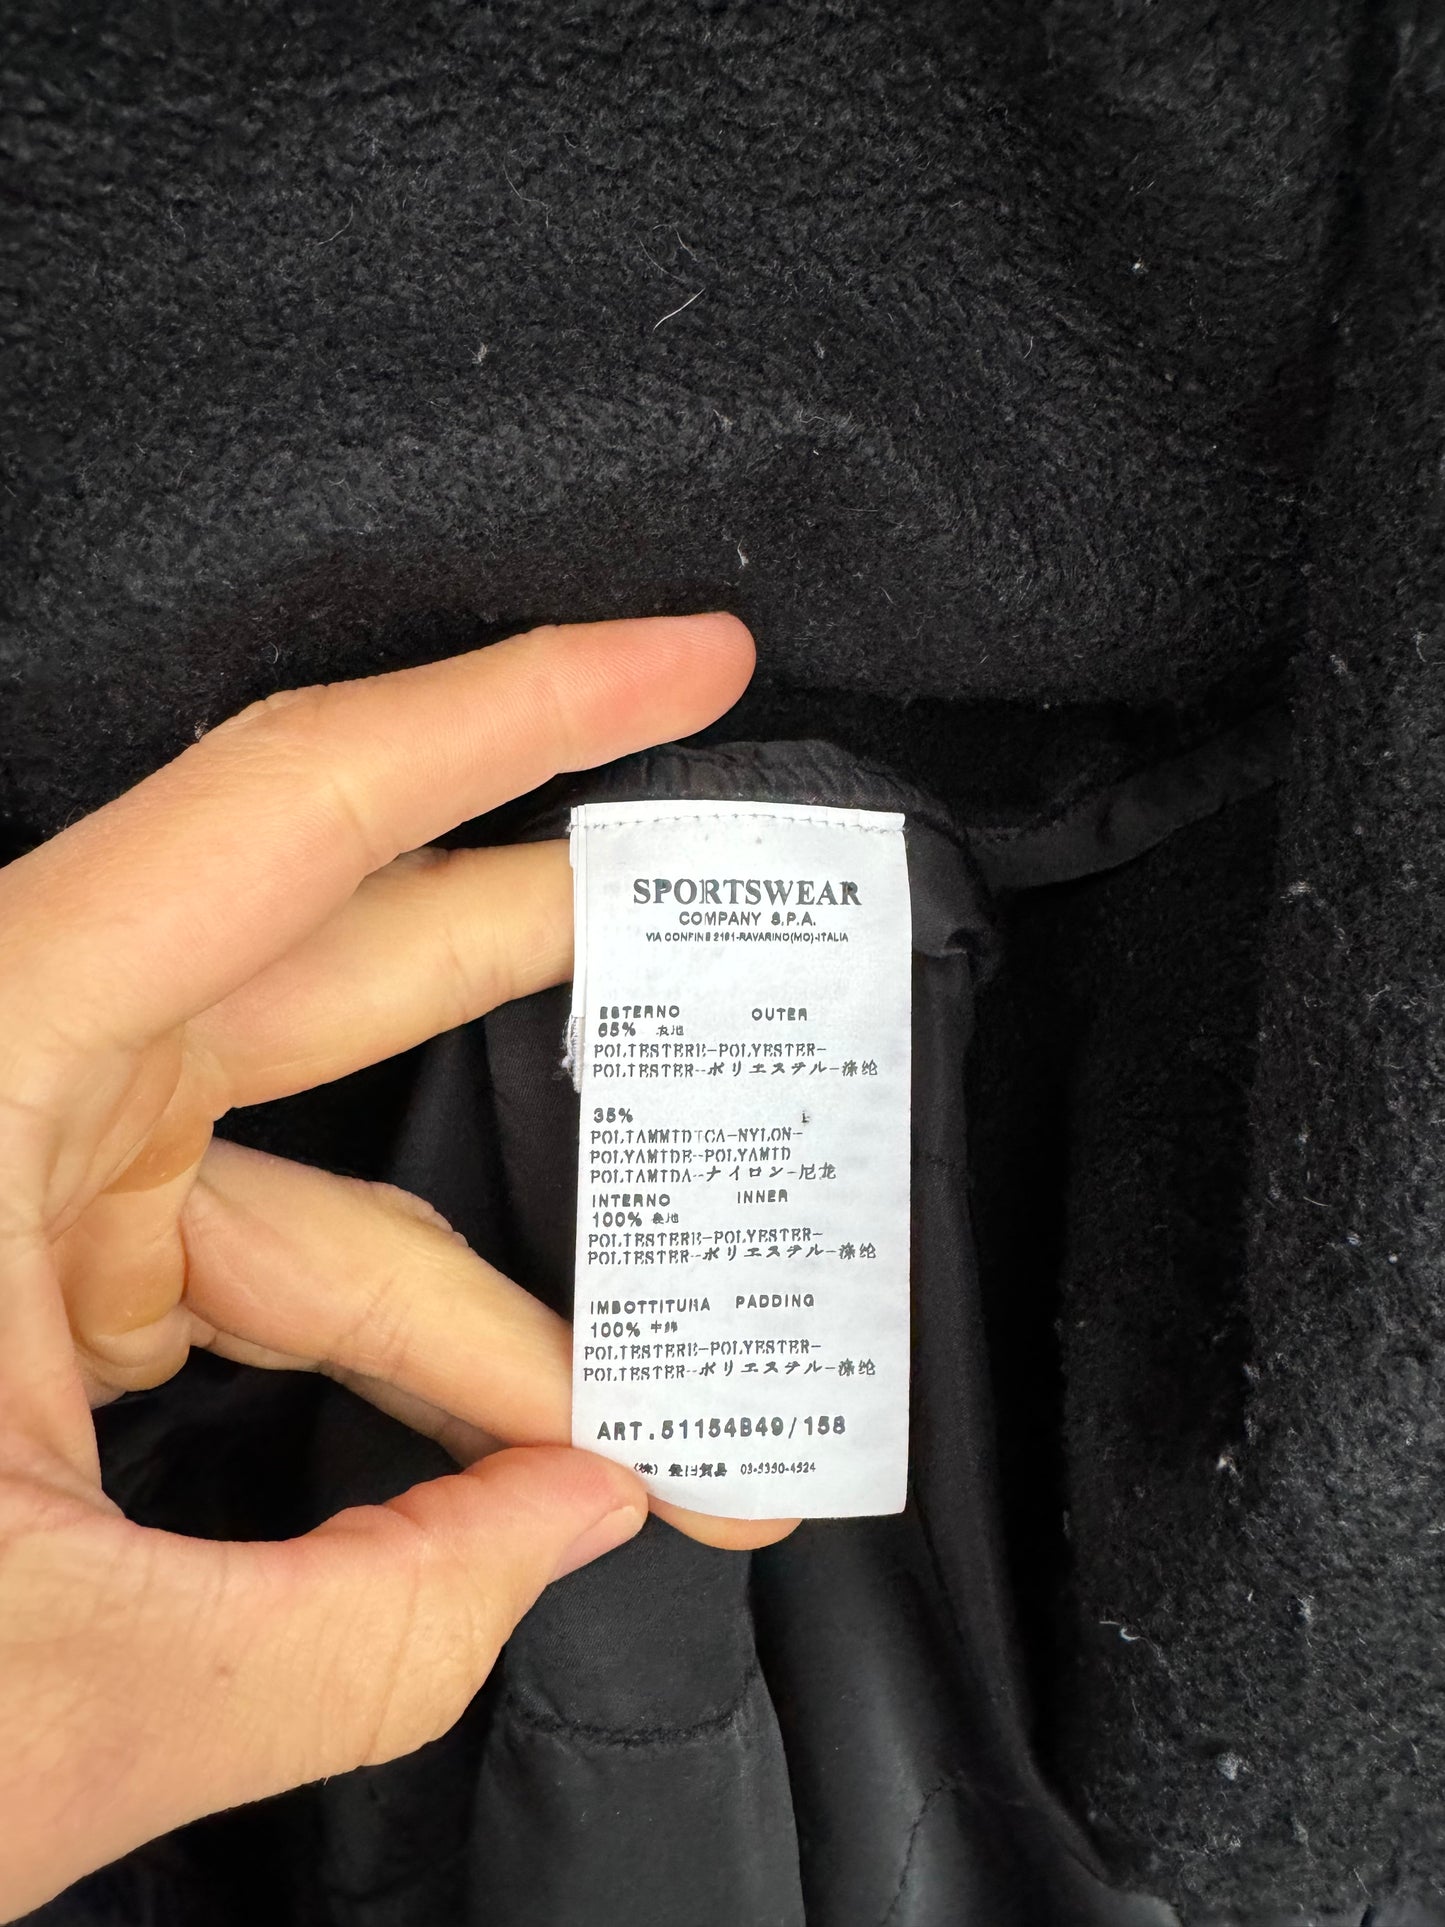 SPORTSWEAR
COMPANY S.P.A.
VIA CONFINE 2161-RAVARINO(MO)-ITALIA
ESTERNO OUTER
65% 表地
POLIESTERE-POLYESTER-
POLIESTER--ポリエステル-涤纶
35%
POLIAMMIDICA-NYLON-
POLYAMIDE--POLYAMID
POLIAMIDA--ナイロン-尼龙
INTERNO INNER
100% 裏地
POLIESTERE-POLYESTER-
POLIESTER--ポリエステル-涤纶
IMBOTTITURA PADDING
100% 中綿
POLIESTERE-POLYESTER-
POLIESTER--ポリエステル-涤纶
ART.51154B49/158
(株) 03-5350-4524